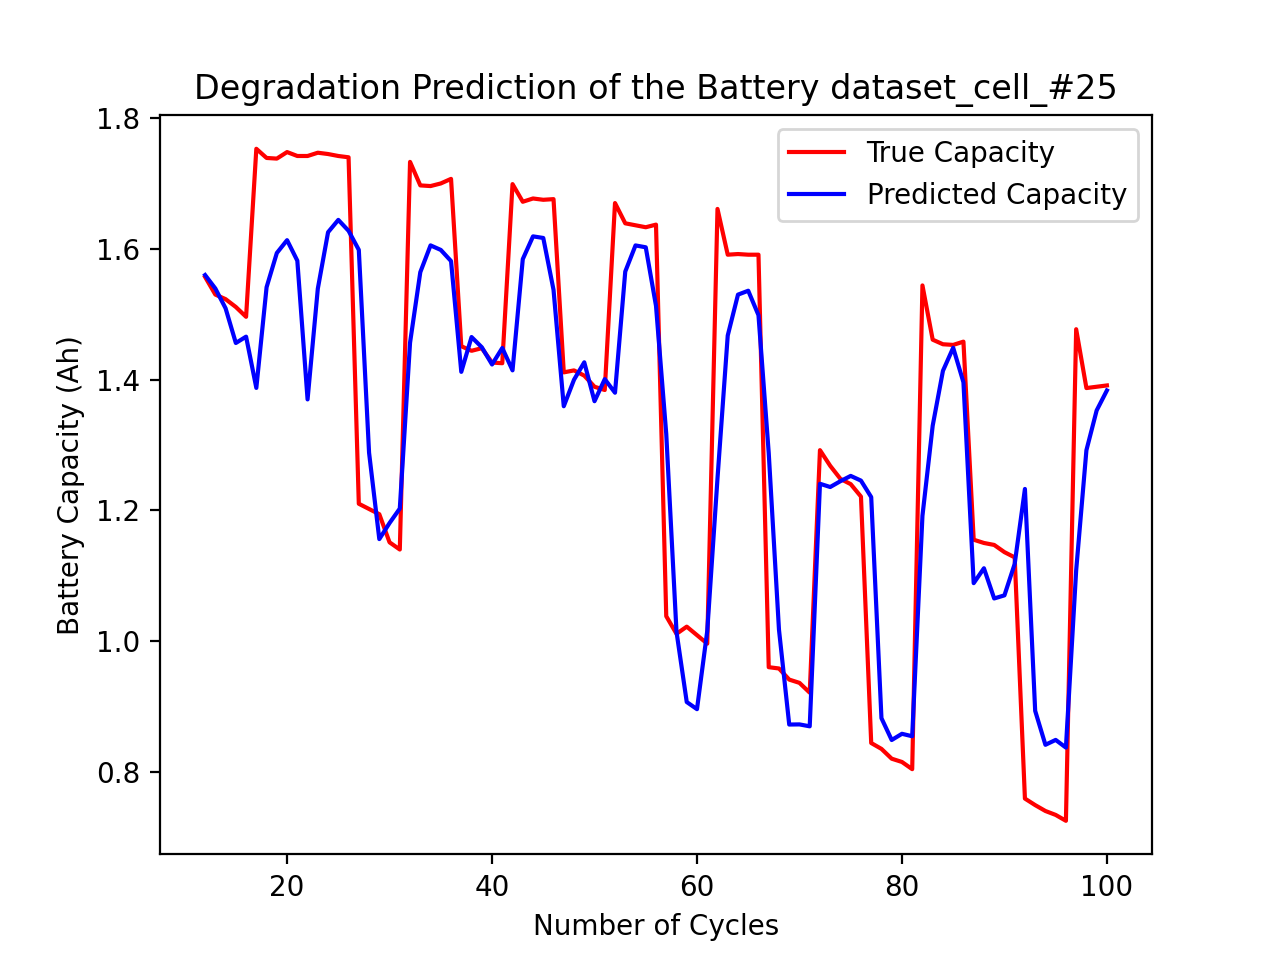 Degradation Prediction of the Battery dataset_cell_#25
True Capacity
Predicted Capacity
Battery Capacity (Ah)
1.8
1.6
1.4
1.2
1.0
0.8
20 40 60 80 100
Number of Cycles